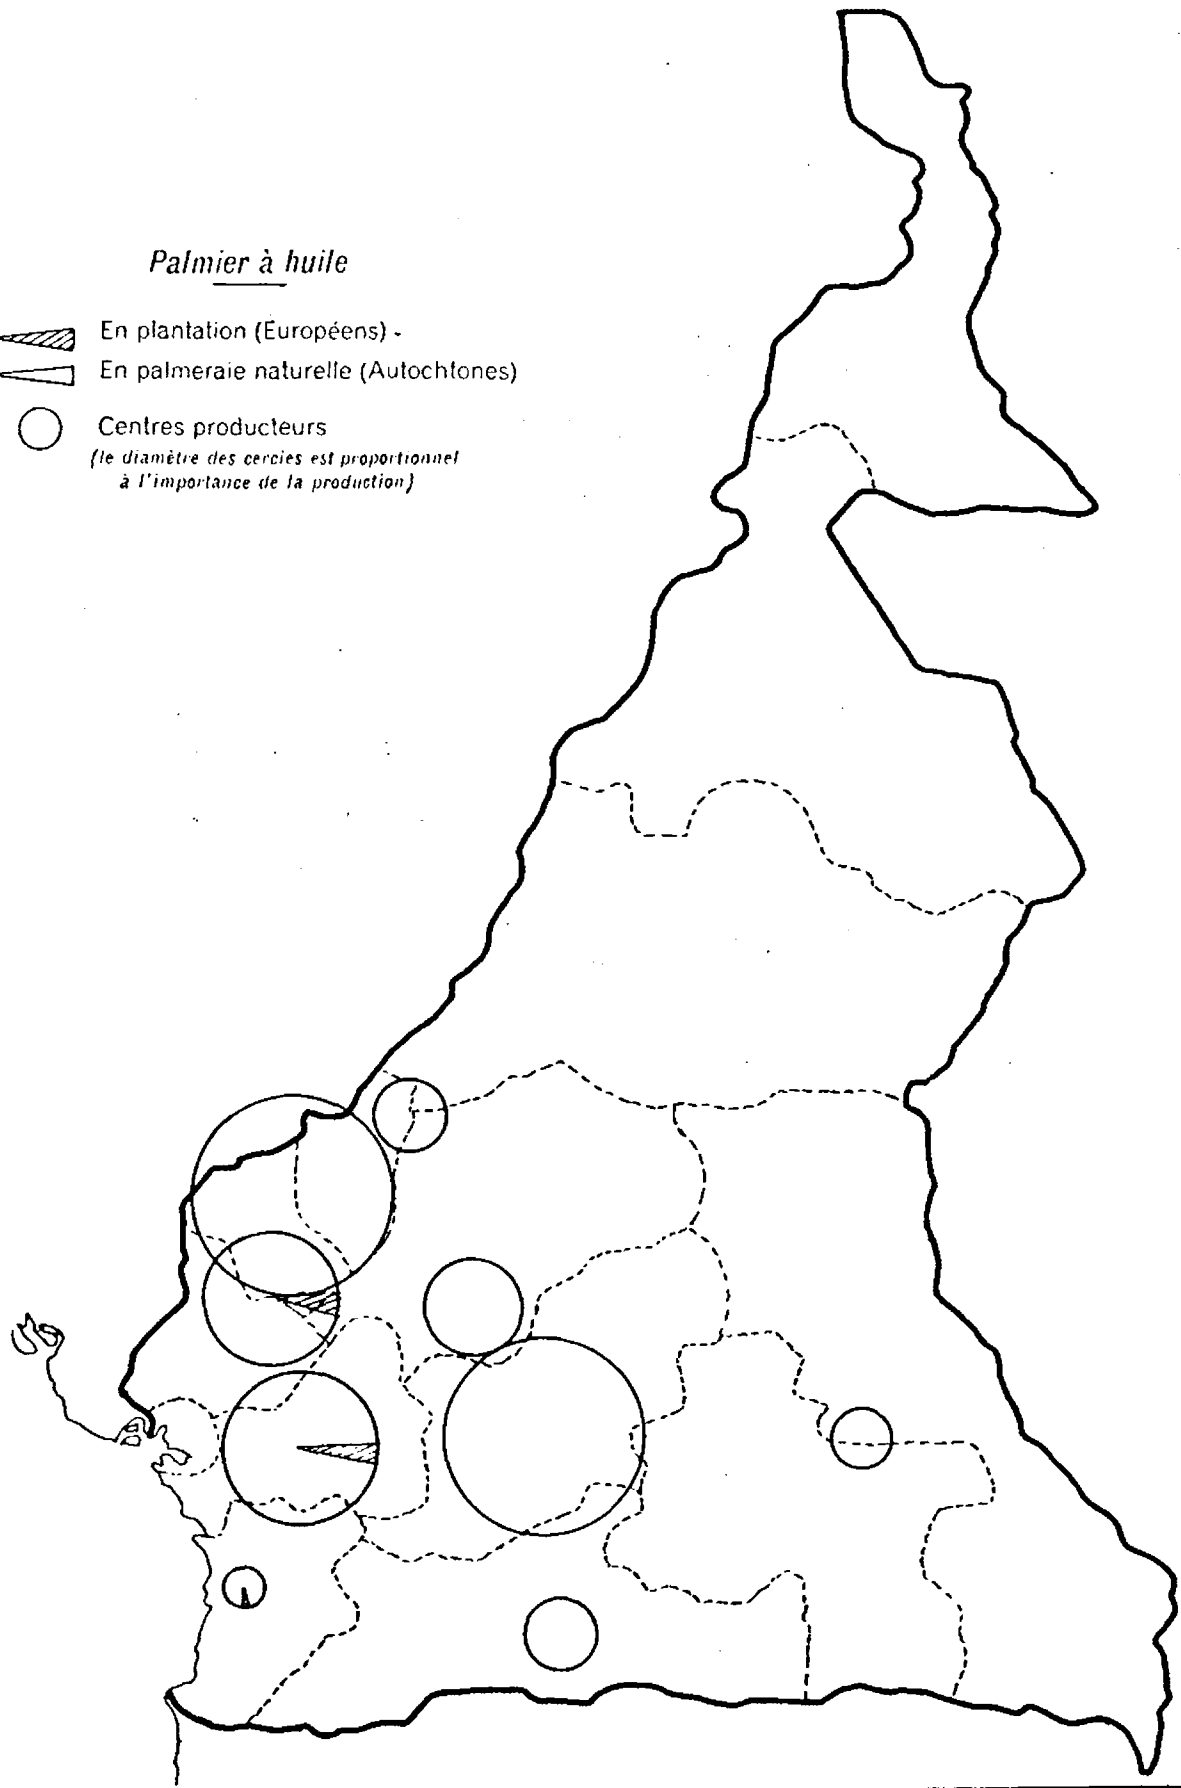 Palmier à huile
En plantation (Européens) -
En palmeraie naturelle (Autochtones)
Centres producteurs
(le diamètre des cercles est proportionnel
à l'importance de la production)